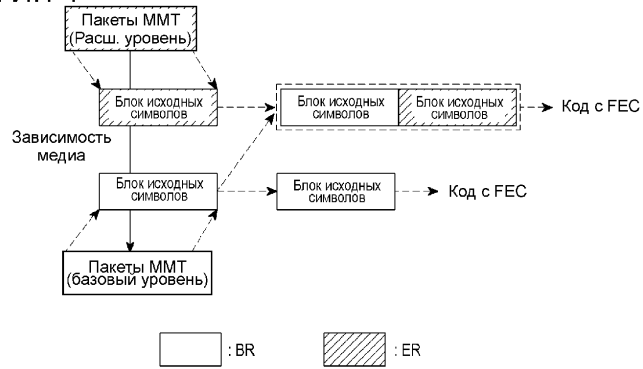 Пакеты ММТ
(Расш. уровень)
Блок исходных
символов
Блок исходных
символов
Блок исходных
символов
Код с FEC
Зависимость
медиа
Блок исходных
символов
Блок исходных
символов
Код с FEC
Пакеты ММТ
(базовый уровень)
: BR
: ER